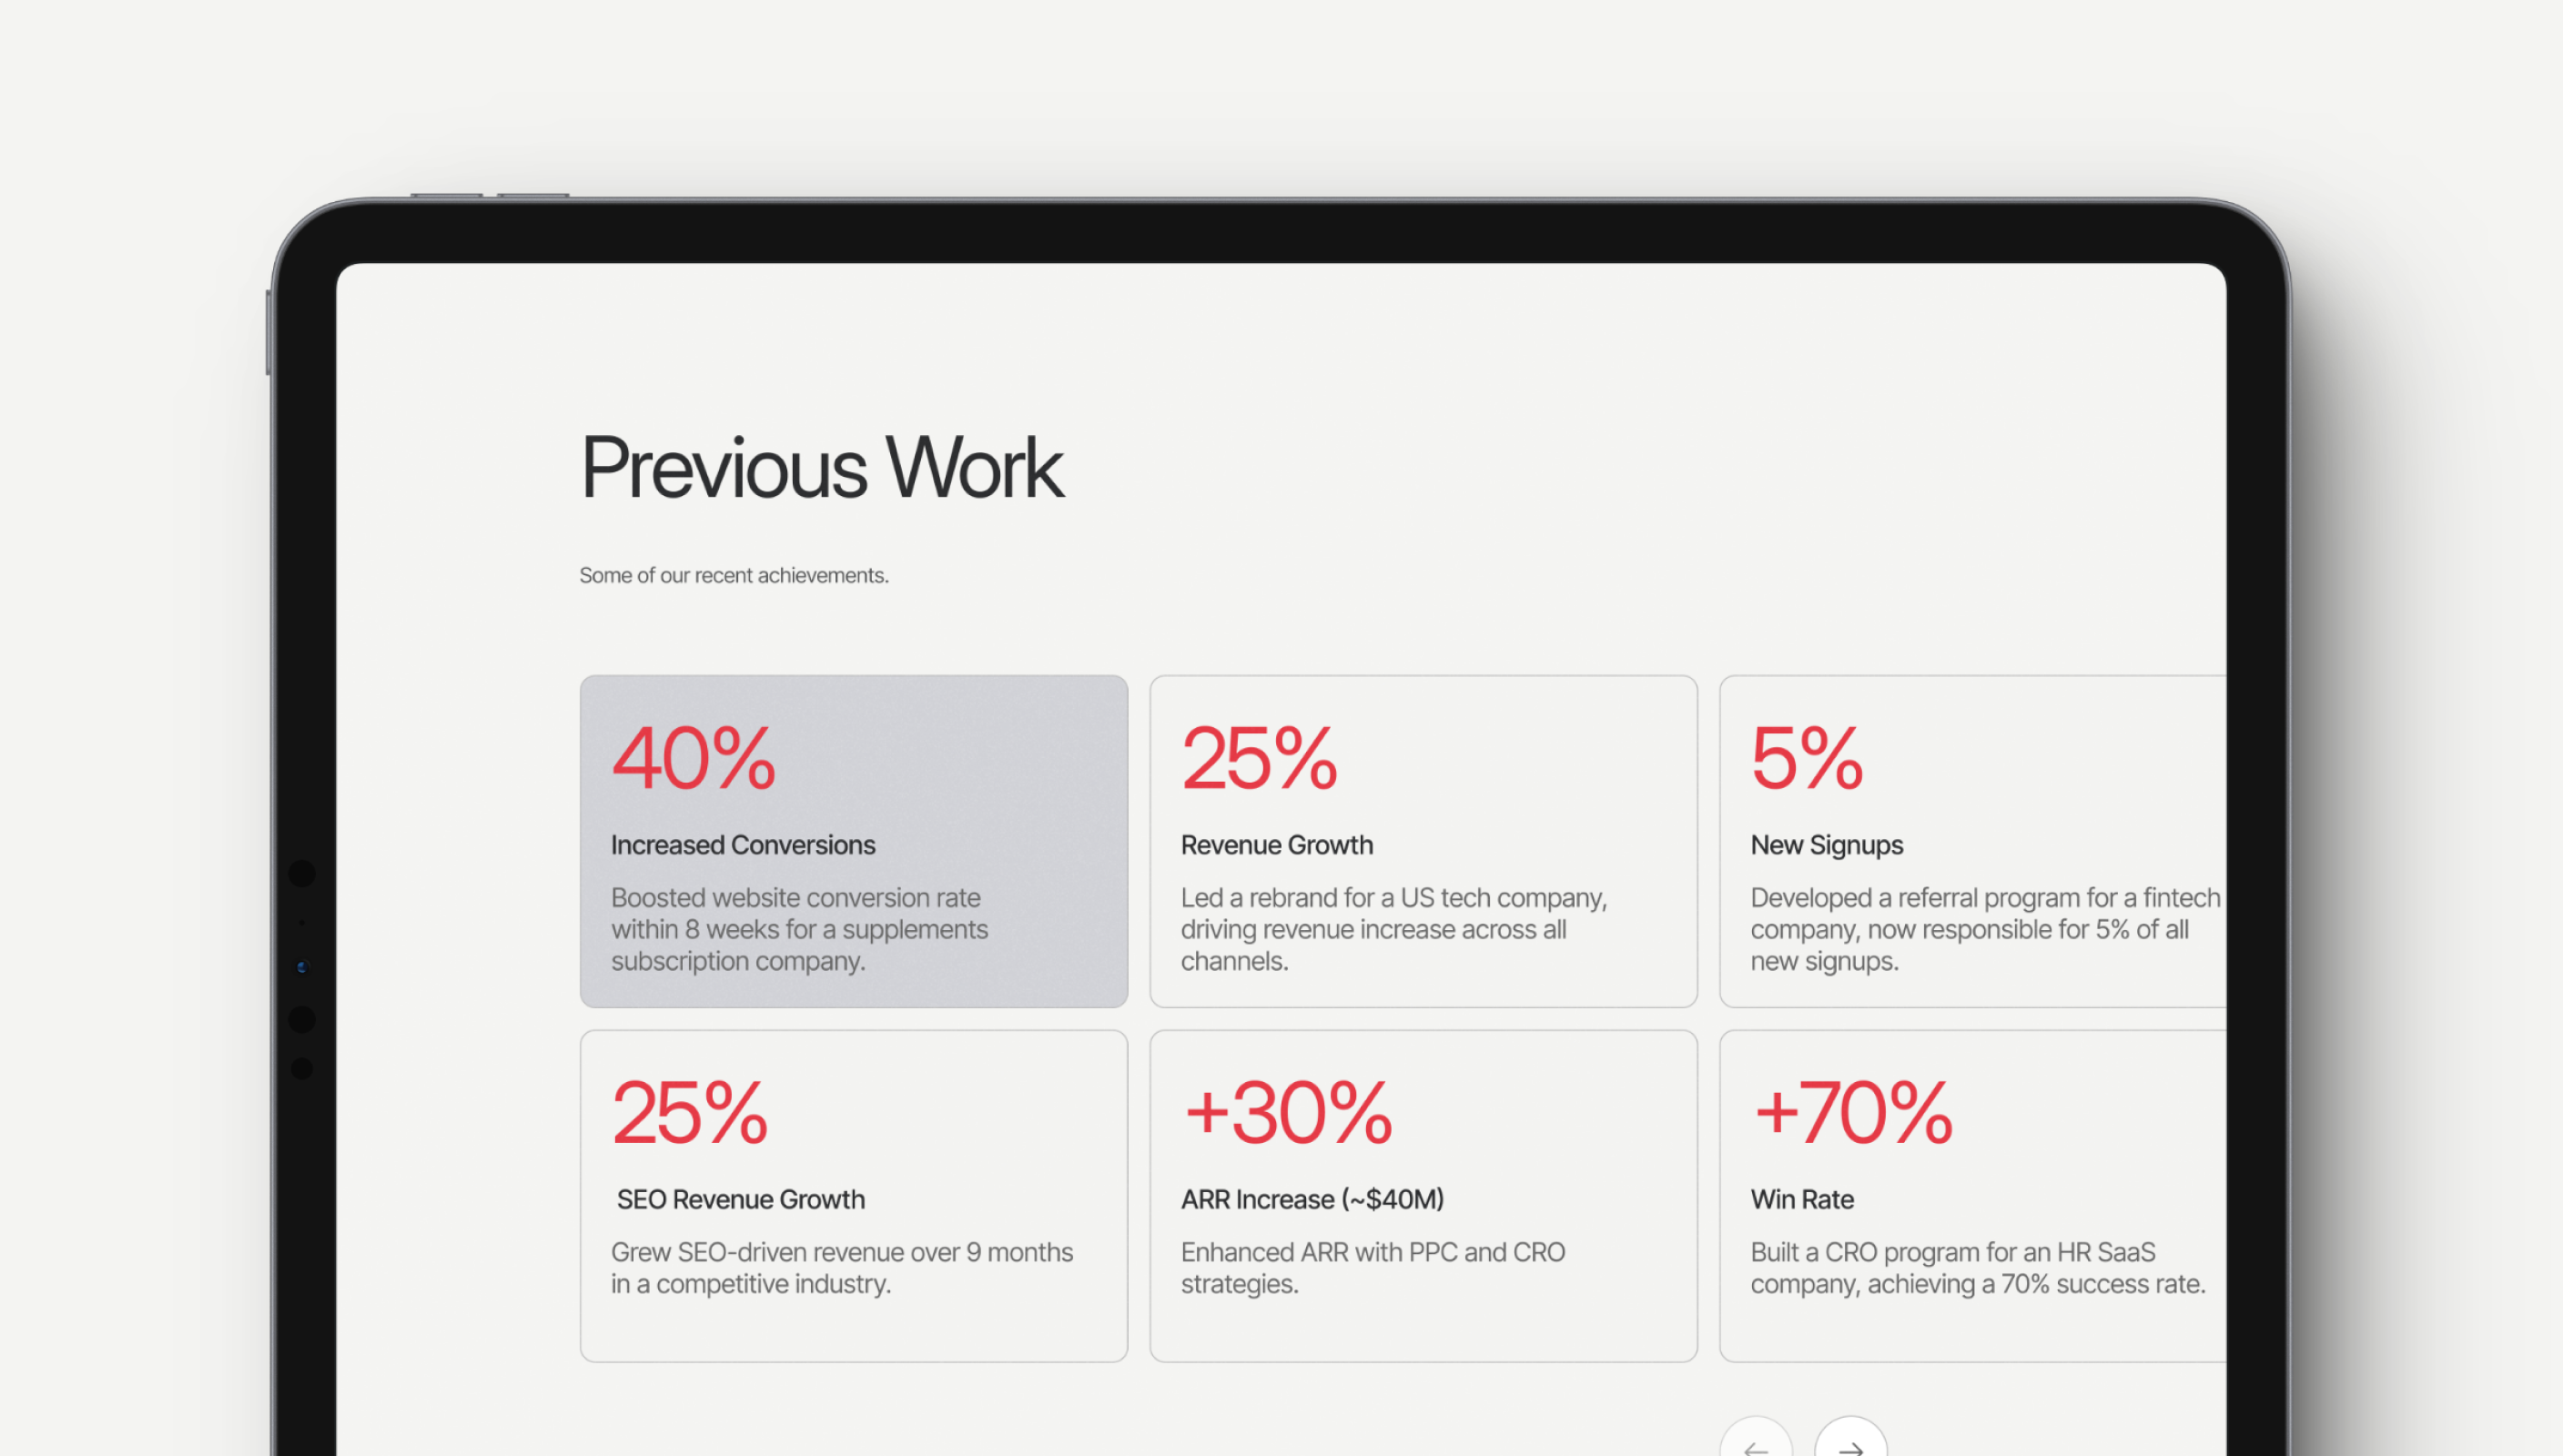 Previous Work
Some of our recent achievements.
40%
Increased Conversions
Boosted website conversion rate
within 8 weeks for a supplements
subscription company.
25%
Revenue Growth
Led a rebrand for a US tech company,
driving revenue increase across all
channels.
5%
New Signups
Developed a referral program for a fintech
company, now responsible for 5% of all
new signups.
25%
SEO Revenue Growth
Grew SEO-driven revenue over 9 months
in a competitive industry.
+30%
ARR Increase (~$40M)
Enhanced ARR with PPC and CRO
strategies.
+70%
Win Rate
Built a CRO program for an HR SaaS
company, achieving a 70% success rate.